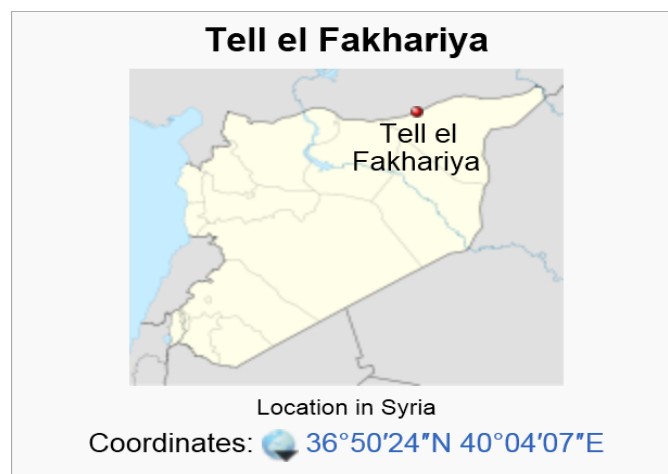 Tell el Fakhariya
Tell el
Fakhariya
Location in Syria
Coordinates: 36°50′24″N 40°04′07″E